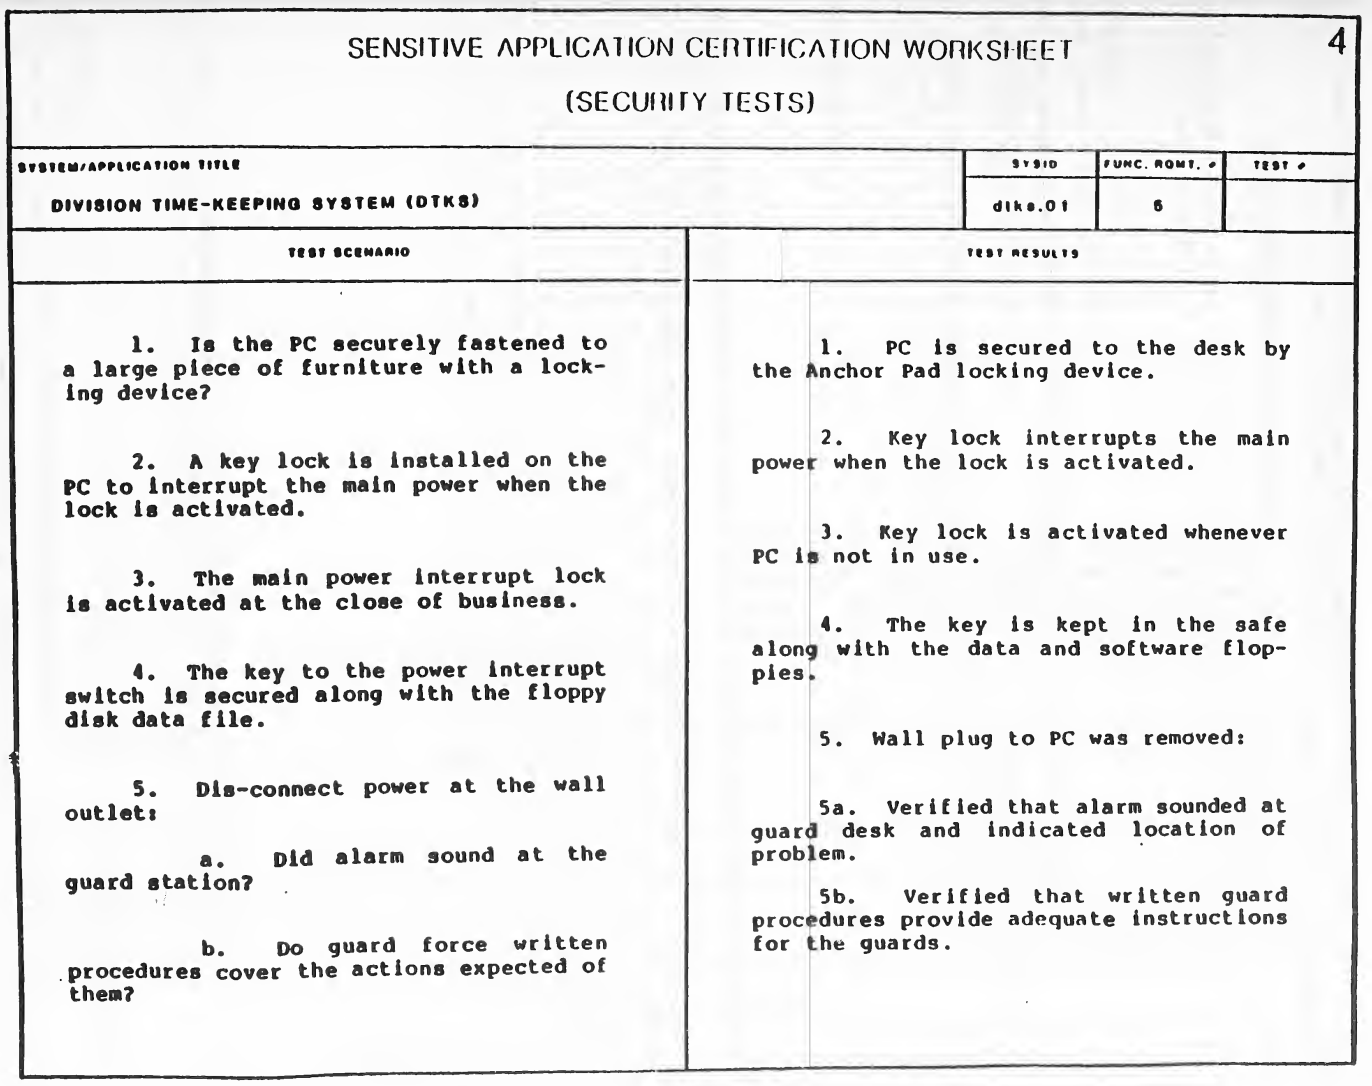 4
SENSITIVE APPLICATION CERTIFICATION WORKSHEET
(SECURITY TESTS)
SYSTEM/APPLICATION TITLE
DIVISION TIME-KEEPING SYSTEM (DTKS)
SYSID
dtks.01
FUNC. RQMT. #
TEST #
TEST SCENARIO
1. Is the PC securely fastened to
a large piece of furniture with a lock-
ing device?
2. A key lock is installed on the
PC to interrupt the main power when the
lock is activated.
3. The main power interrupt lock
is activated at the close of business.
4. The key to the power interrupt
switch is secured along with the floppy
disk data file.
5. Dis-connect power at the wall
outlet:
a. Did alarm sound at the
guard station?
b. Do guard force written
procedures cover the actions expected of
them?
TEST RESULTS
1. PC is secured to the desk by
the Anchor Pad locking device.
2. Key lock interrupts the main
power when the lock is activated.
3. Key lock is activated whenever
PC is not in use.
4. The key is kept in the safe
along with the data and software flop-
pies.
5. Wall plug to PC was removed:
5a. Verified that alarm sounded at
guard desk and indicated location of
problem.
5b. Verified that written guard
procedures provide adequate instructions
for the guards.